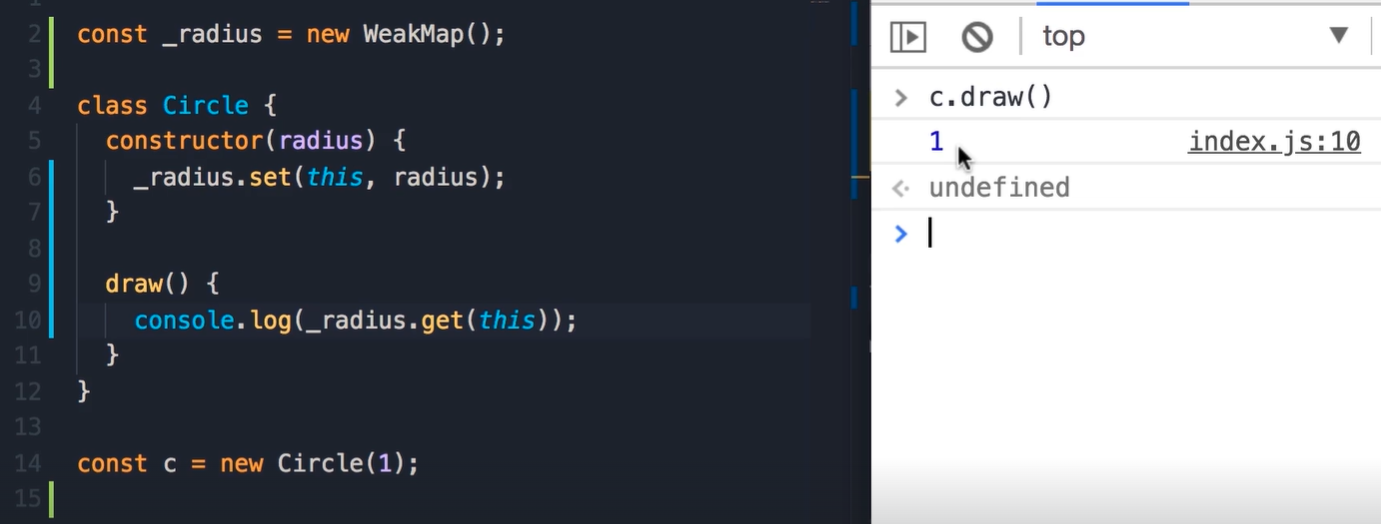 2 const _radius = new WeakMap();
3
4 class Circle {
5 constructor(radius) {
6 _radius.set(this, radius);
7 }
8
9 draw() {
10 console.log(_radius.get(this));
11 }
12 }
13
14 const c = new Circle(1);
15
top
> c.draw()
1 index.js:10
undefined
>